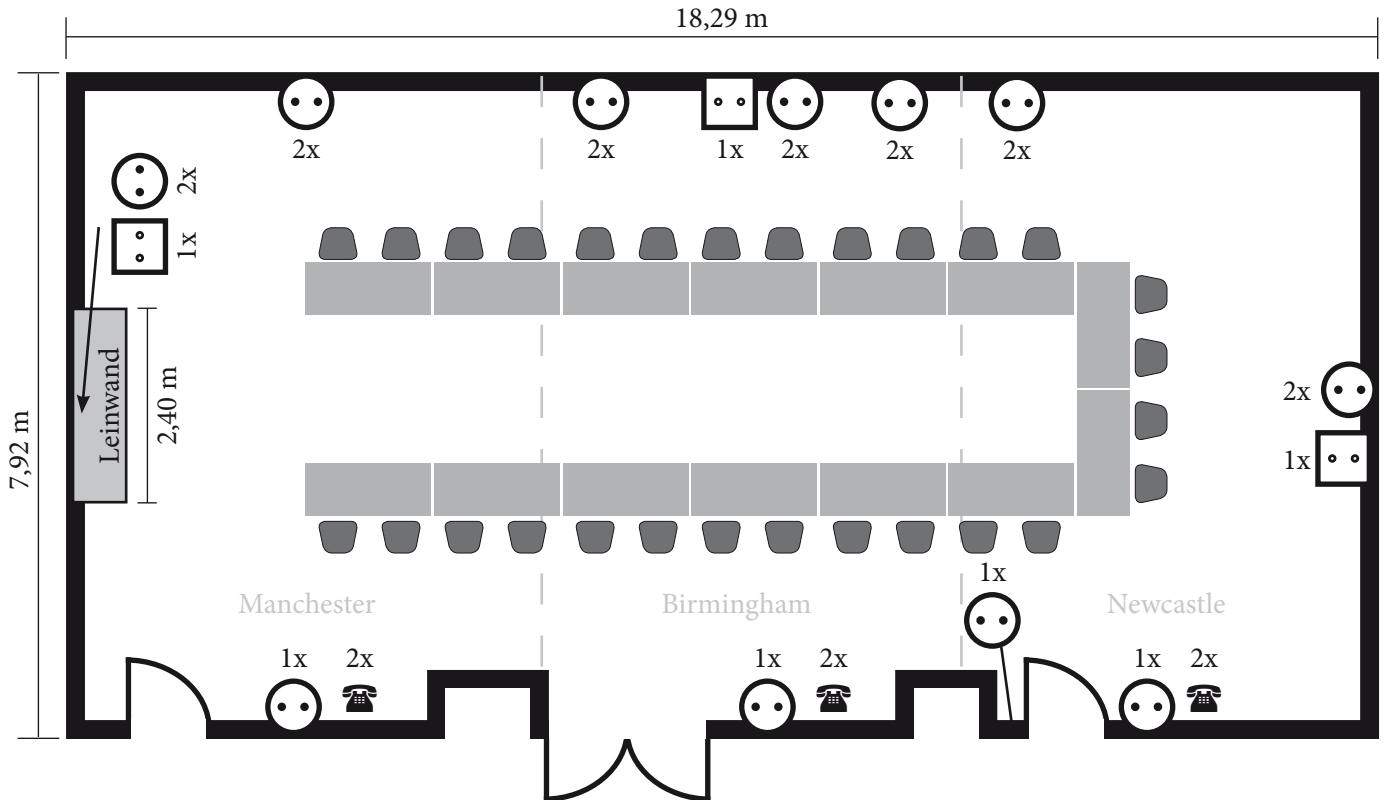 18,29 m
2x
2x
1x
2x
2x
2x
2x
1x
Leinwand
2,40 m
7,92 m
2x
1x
1x
Manchester
Birmingham
Newcastle
1x
2x
1x
2x
1x
2x